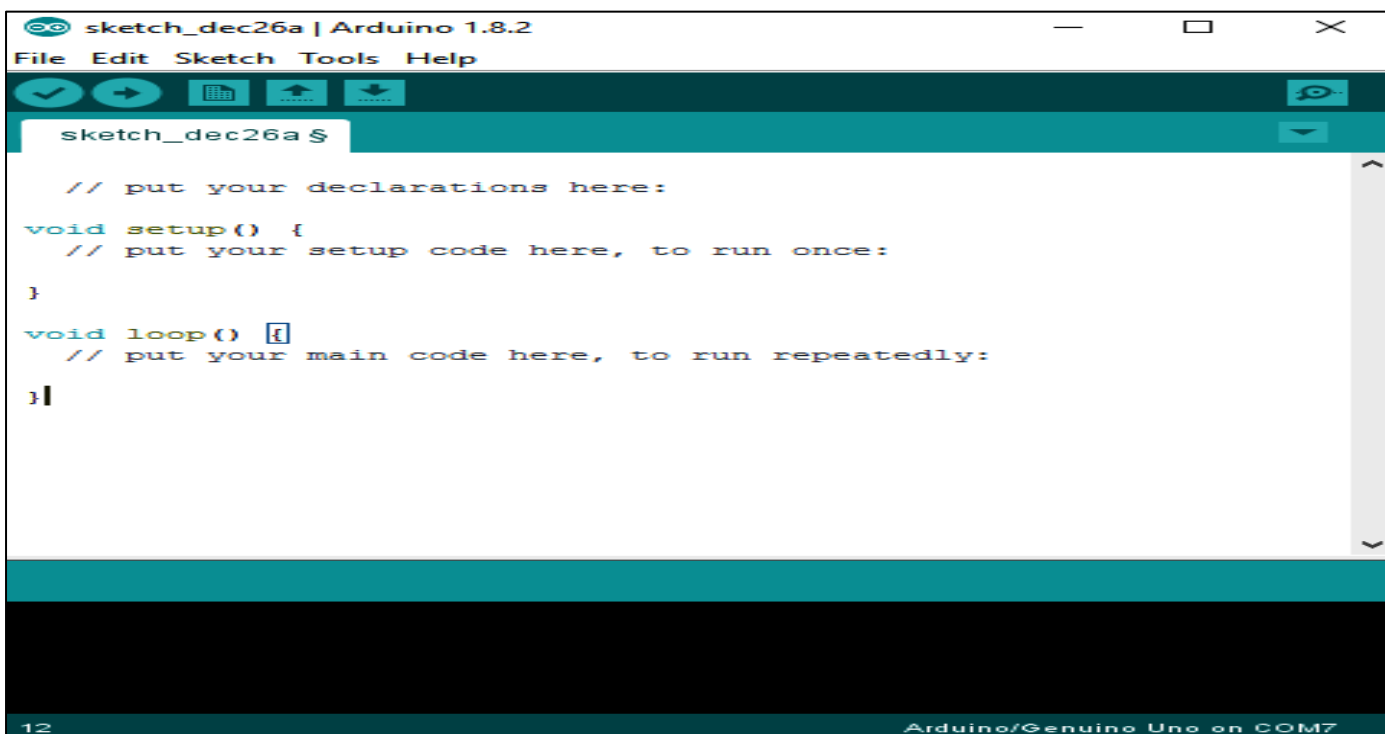 sketch_dec26a | Arduino 1.8.2
File Edit Sketch Tools Help
sketch_dec26a §
// put your declarations here:
void setup() {
// put your setup code here, to run once:
}
void loop() {
// put your main code here, to run repeatedly:
}
12 Arduino/Genuino Uno on COM7